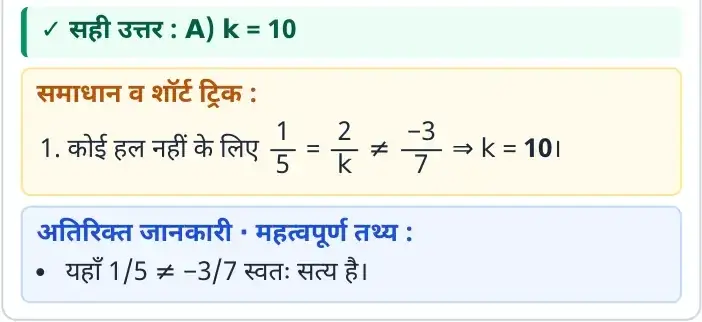 ✓ सही उत्तर : A) k = 10
समाधान व शॉर्ट ट्रिक :
1. कोई हल नहीं के लिए 1/5 = 2/k ≠ −3/7 ⇒ k = 10।
अतिरिक्त जानकारी · महत्वपूर्ण तथ्य :
• यहाँ 1/5 ≠ −3/7 स्वतः सत्य है।